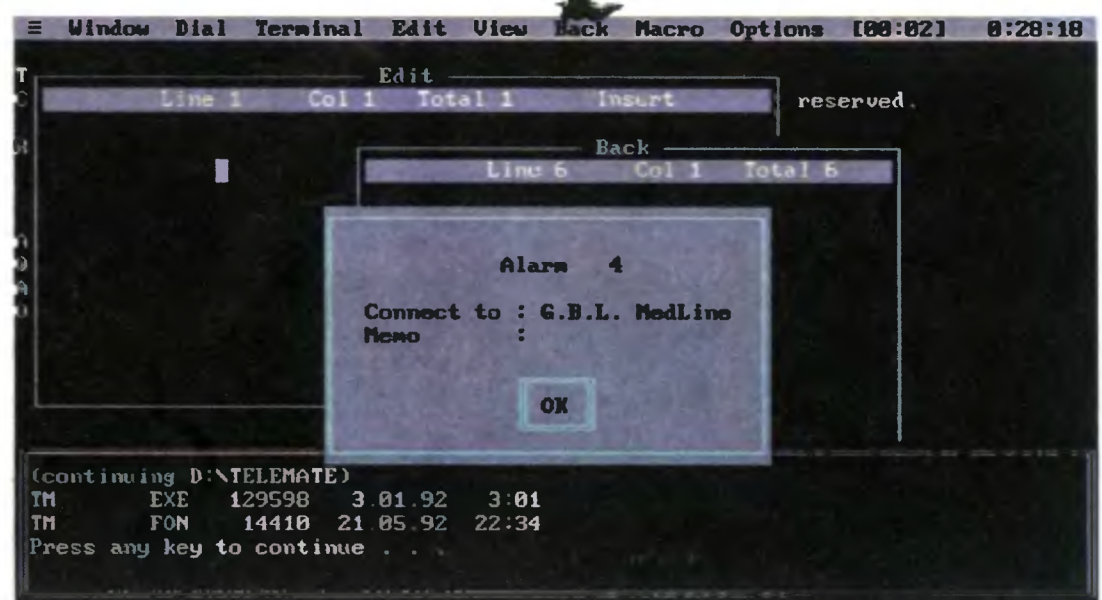 ≡ Window Dial Terminal Edit View Back Macro Options [00:02] 0:28:18
Edit
Line 1 Col 1 Total 1 Insert
reserved.
Back
Line 6 Col 1 Total 6
Alarm 4
Connect to : G.B.L. MedLine
Memo :
OK
(continuing D:\TELEMATE)
TM EXE 129598 3.01.92 3:01
TM FON 14410 21.05.92 22:34
Press any key to continue . . .